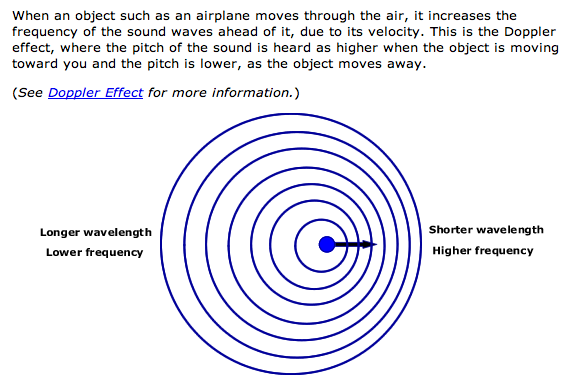 When an object such as an airplane moves through the air, it increases the
frequency of the sound waves ahead of it, due to its velocity. This is the Doppler
effect, where the pitch of the sound is heard as higher when the object is moving
toward you and the pitch is lower, as the object moves away.
(See Doppler Effect for more information.)
Longer wavelength
Lower frequency
Shorter wavelength
Higher frequency